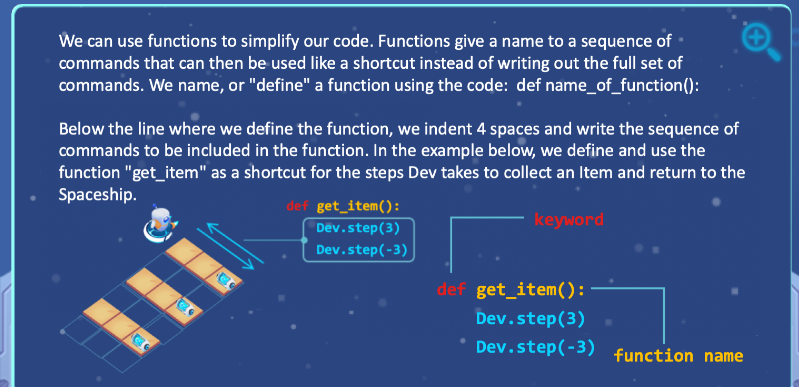 We can use functions to simplify our code. Functions give a name to a sequence of
commands that can then be used like a shortcut instead of writing out the full set of
commands. We name, or "define" a function using the code:  def name_of_function():
Below the line where we define the function, we indent 4 spaces and write the sequence of
commands to be included in the function. In the example below, we define and use the
function "get_item" as a shortcut for the steps Dev takes to collect an Item and return to the
Spaceship.
def get_item():
Dev.step(3)
Dev.step(-3)
keyword
def get_item():
Dev.step(3)
Dev.step(-3)
function name